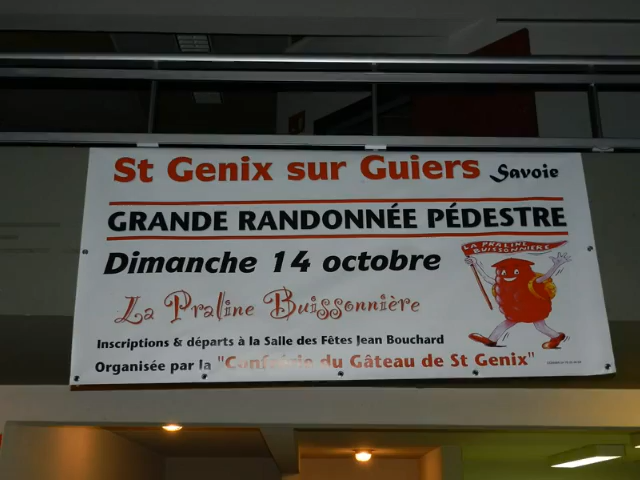 St Genix sur Guiers Savoie
GRANDE RANDONNÉE PÉDESTRE
Dimanche 14 octobre
LA PRALINE
BUISSONNIERE
La Praline Buissonnière
Inscriptions & départs à la Salle des Fêtes Jean Bouchard
Organisée par la "Confrérie du Gâteau de St Genix"